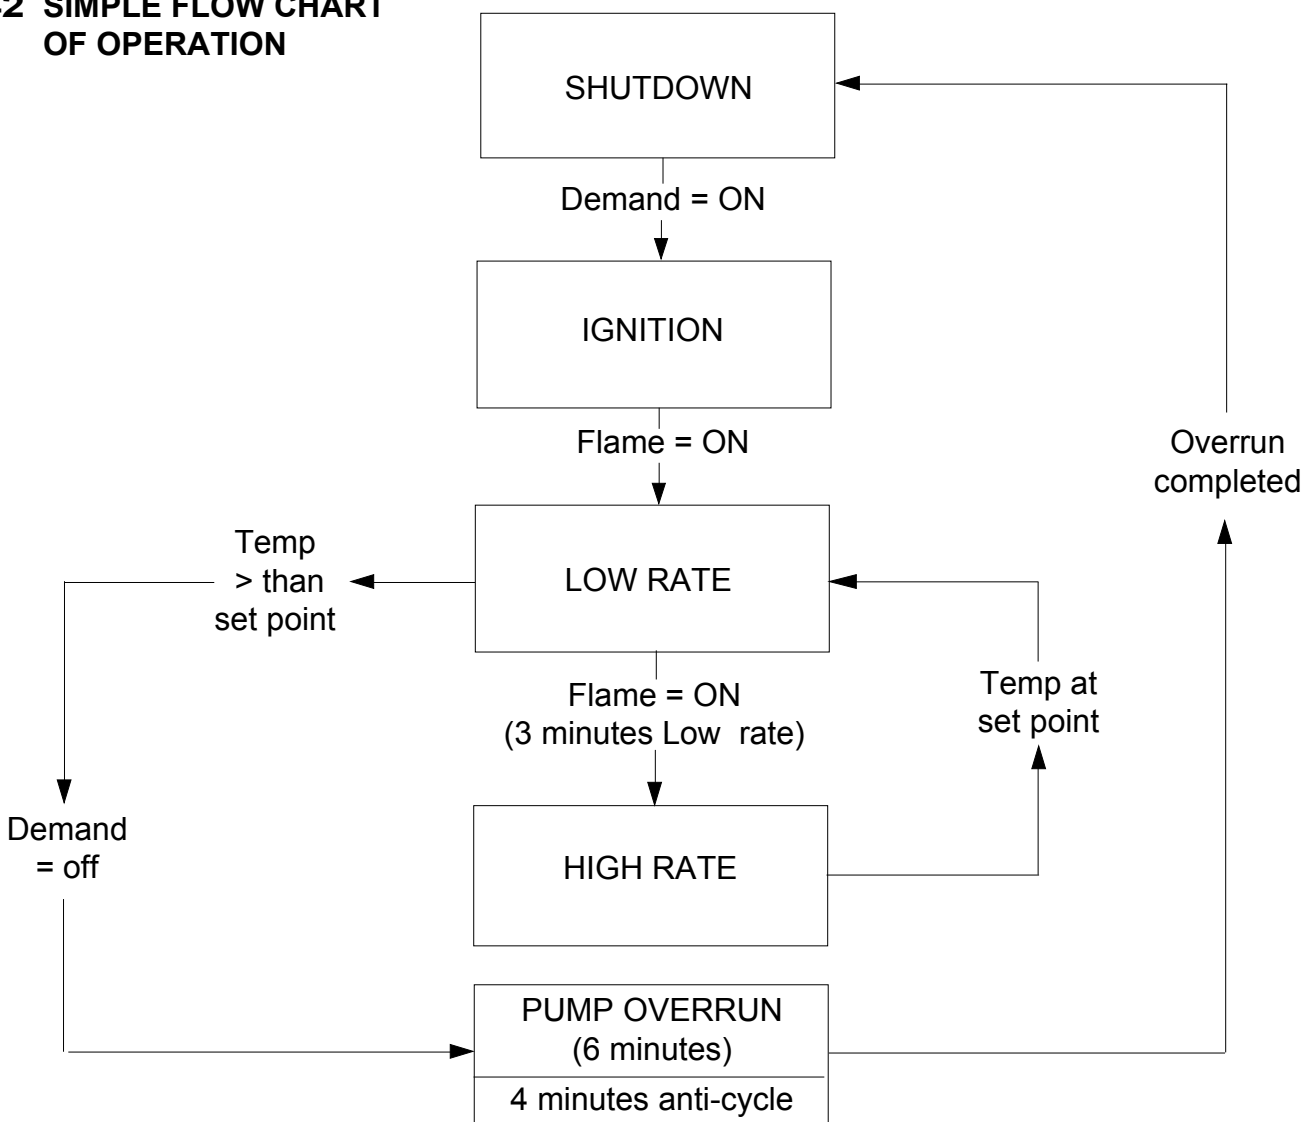 SIMPLE FLOW CHART
OF OPERATION
SHUTDOWN
Demand = ON
IGNITION
Flame = ON
Overrun
completed
Temp
> than
set point
LOW RATE
Flame = ON
(3 minutes Low rate)
Temp at
set point
Demand
= off
HIGH RATE
PUMP OVERRUN
(6 minutes)
4 minutes anti-cycle